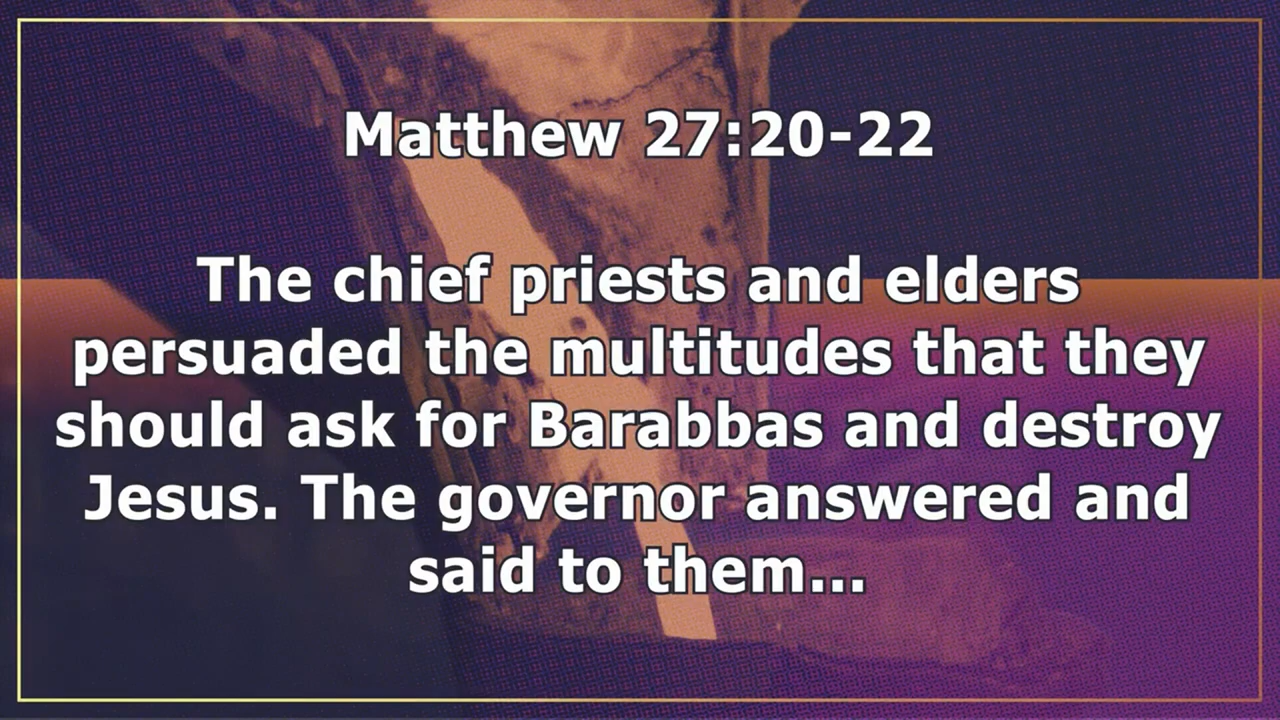 Matthew 27:20-22
The chief priests and elders
persuaded the multitudes that they
should ask for Barabbas and destroy
Jesus. The governor answered and
said to them...